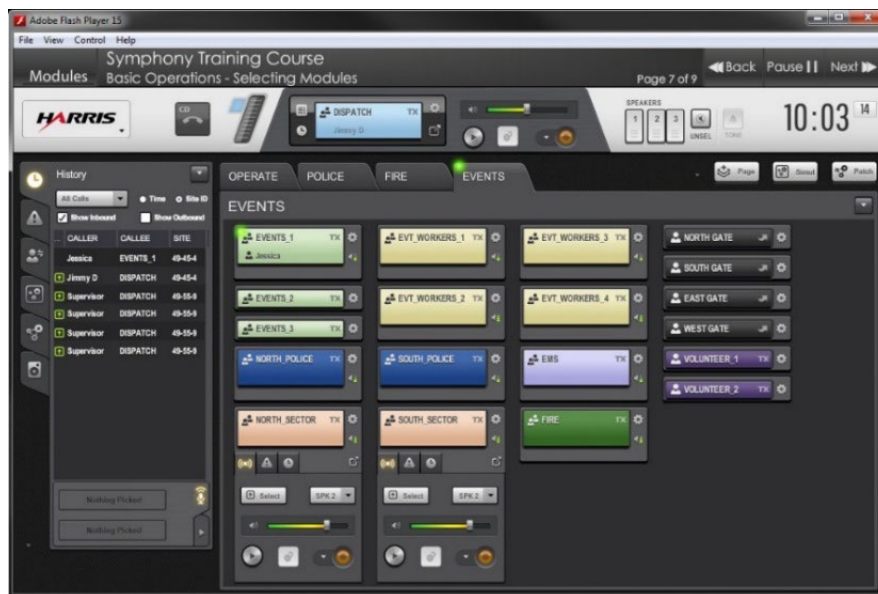 Adobe Flash Player 15
File View Control Help
Symphony Training Course
Modules Basic Operations - Selecting Modules
Page 7 of 9
Back Pause Next
HARRIS
CD
DISPATCH TX
Jimmy D
SPEAKERS
1 2 3
UNSEL
TONE
10:03 14
History
All Calls Time Site ID
Show Inbound Show Outbound
... CALLER CALLEE SITE
Jessica EVENTS_1 49-45-4
Jimmy D DISPATCH 49-45-4
Supervisor DISPATCH 49-55-9
Supervisor DISPATCH 49-55-9
Supervisor DISPATCH 49-55-9
Supervisor DISPATCH 49-55-9
Nothing Picked
Nothing Picked
OPERATE POLICE FIRE EVENTS
Page Scout Patch
EVENTS
EVENTS_1 TX
Jessica
EVENTS_2 TX
EVENTS_3 TX
NORTH_POLICE TX
NORTH_SECTOR TX
Select SPK 2
EVT_WORKERS_1 TX
EVT_WORKERS_2 TX
SOUTH_POLICE TX
SOUTH_SECTOR TX
Select SPK 2
EVT_WORKERS_3 TX
EVT_WORKERS_4 TX
EMS TX
FIRE TX
NORTH GATE
SOUTH GATE
EAST GATE
WEST GATE
VOLUNTEER_1 TX
VOLUNTEER_2 TX